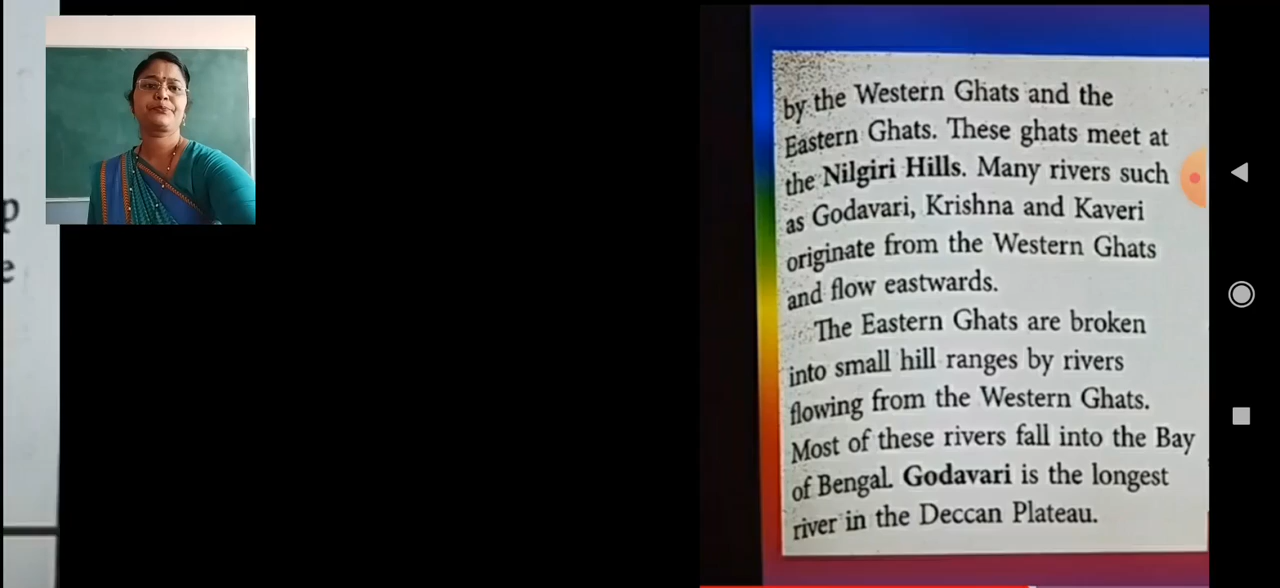 p
e
by the Western Ghats and the
Eastern Ghats. These ghats meet at
the Nilgiri Hills. Many rivers such
as Godavari, Krishna and Kaveri
originate from the Western Ghats
and flow eastwards.
The Eastern Ghats are broken
into small hill ranges by rivers
flowing from the Western Ghats.
Most of these rivers fall into the Bay
of Bengal. Godavari is the longest
river in the Deccan Plateau.